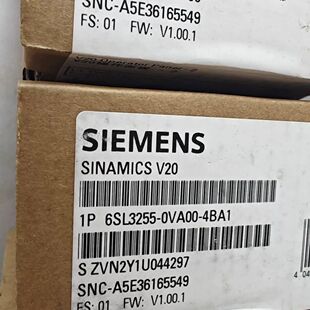 SNC-A5E36165549
FS: 01 FW: V1.00.1
SIEMENS
SINAMICS V20
1P 6SL3255-0VA00-4BA1
S ZVN2Y1U044297
SNC-A5E36165549
FS: 01 FW: V1.00.1